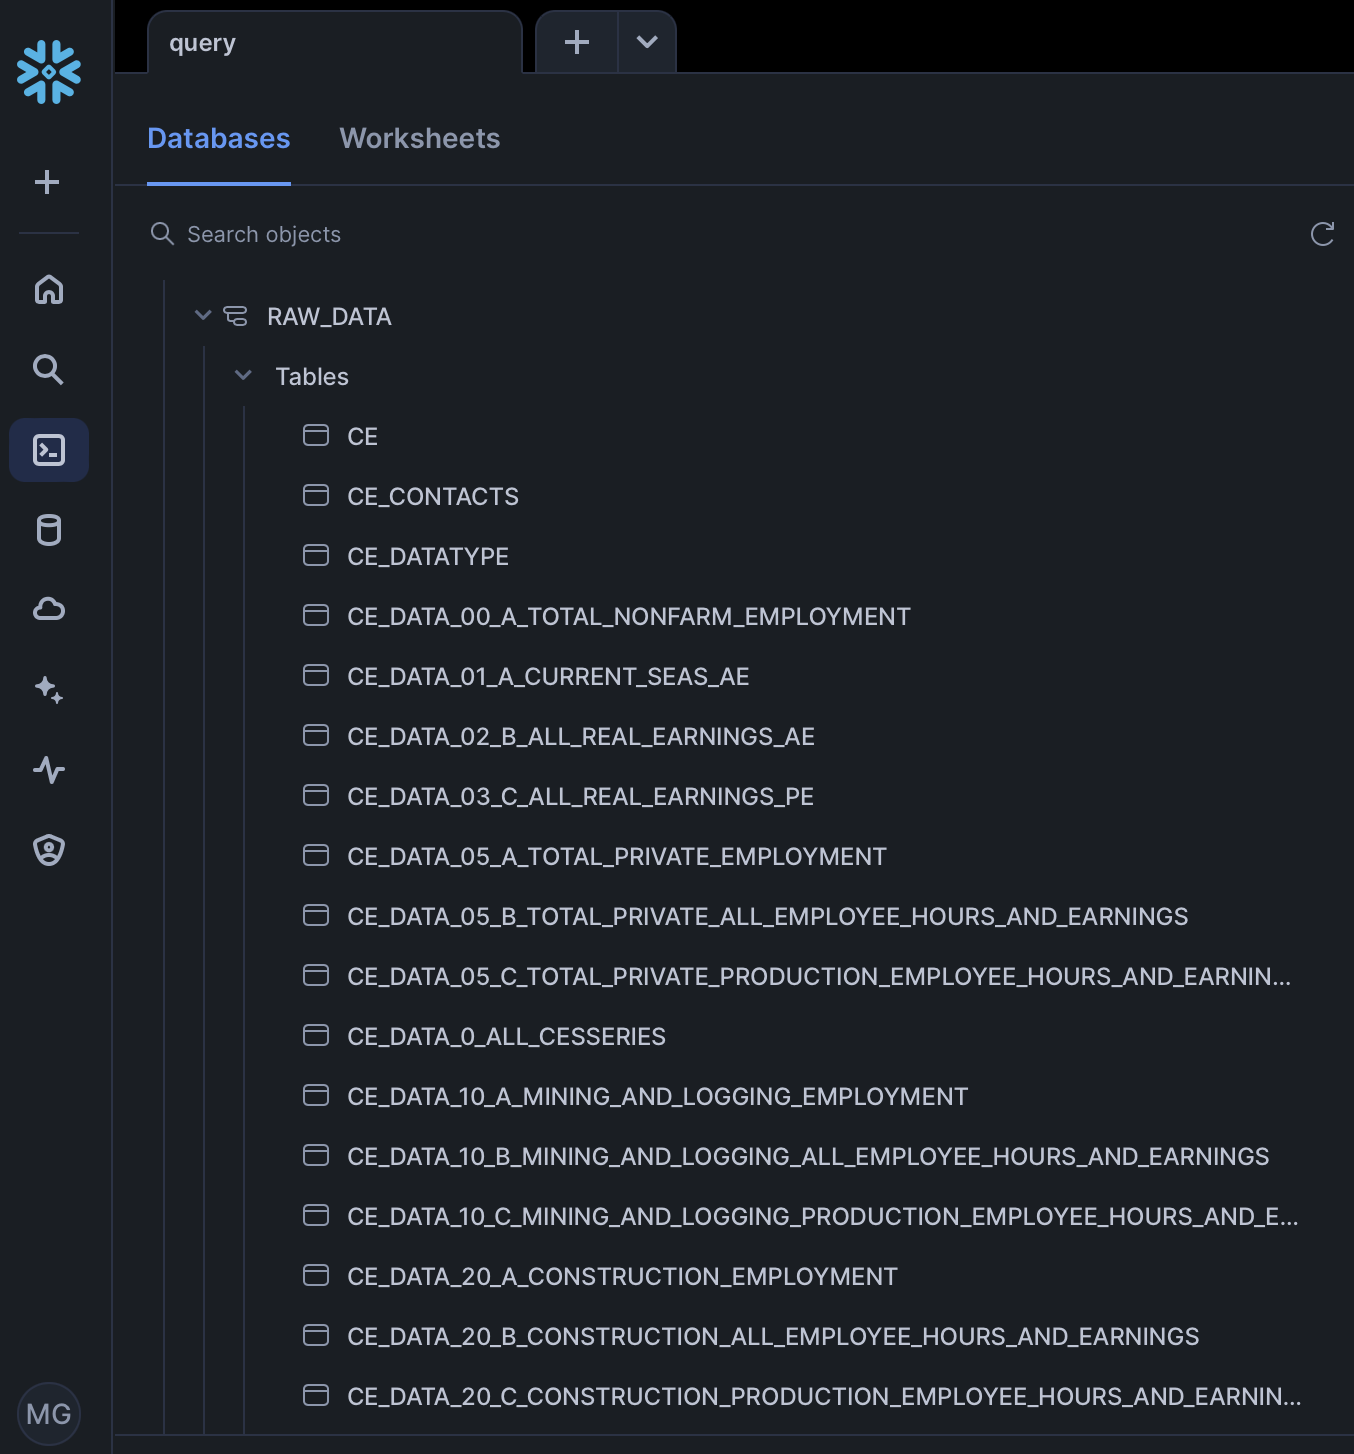 query
Databases Worksheets
Search objects
RAW_DATA
Tables
CE
CE_CONTACTS
CE_DATATYPE
CE_DATA_00_A_TOTAL_NONFARM_EMPLOYMENT
CE_DATA_01_A_CURRENT_SEAS_AE
CE_DATA_02_B_ALL_REAL_EARNINGS_AE
CE_DATA_03_C_ALL_REAL_EARNINGS_PE
CE_DATA_05_A_TOTAL_PRIVATE_EMPLOYMENT
CE_DATA_05_B_TOTAL_PRIVATE_ALL_EMPLOYEE_HOURS_AND_EARNINGS
CE_DATA_05_C_TOTAL_PRIVATE_PRODUCTION_EMPLOYEE_HOURS_AND_EARNIN...
CE_DATA_0_ALL_CESSERIES
CE_DATA_10_A_MINING_AND_LOGGING_EMPLOYMENT
CE_DATA_10_B_MINING_AND_LOGGING_ALL_EMPLOYEE_HOURS_AND_EARNINGS
CE_DATA_10_C_MINING_AND_LOGGING_PRODUCTION_EMPLOYEE_HOURS_AND_E...
CE_DATA_20_A_CONSTRUCTION_EMPLOYMENT
CE_DATA_20_B_CONSTRUCTION_ALL_EMPLOYEE_HOURS_AND_EARNINGS
CE_DATA_20_C_CONSTRUCTION_PRODUCTION_EMPLOYEE_HOURS_AND_EARNIN...
MG